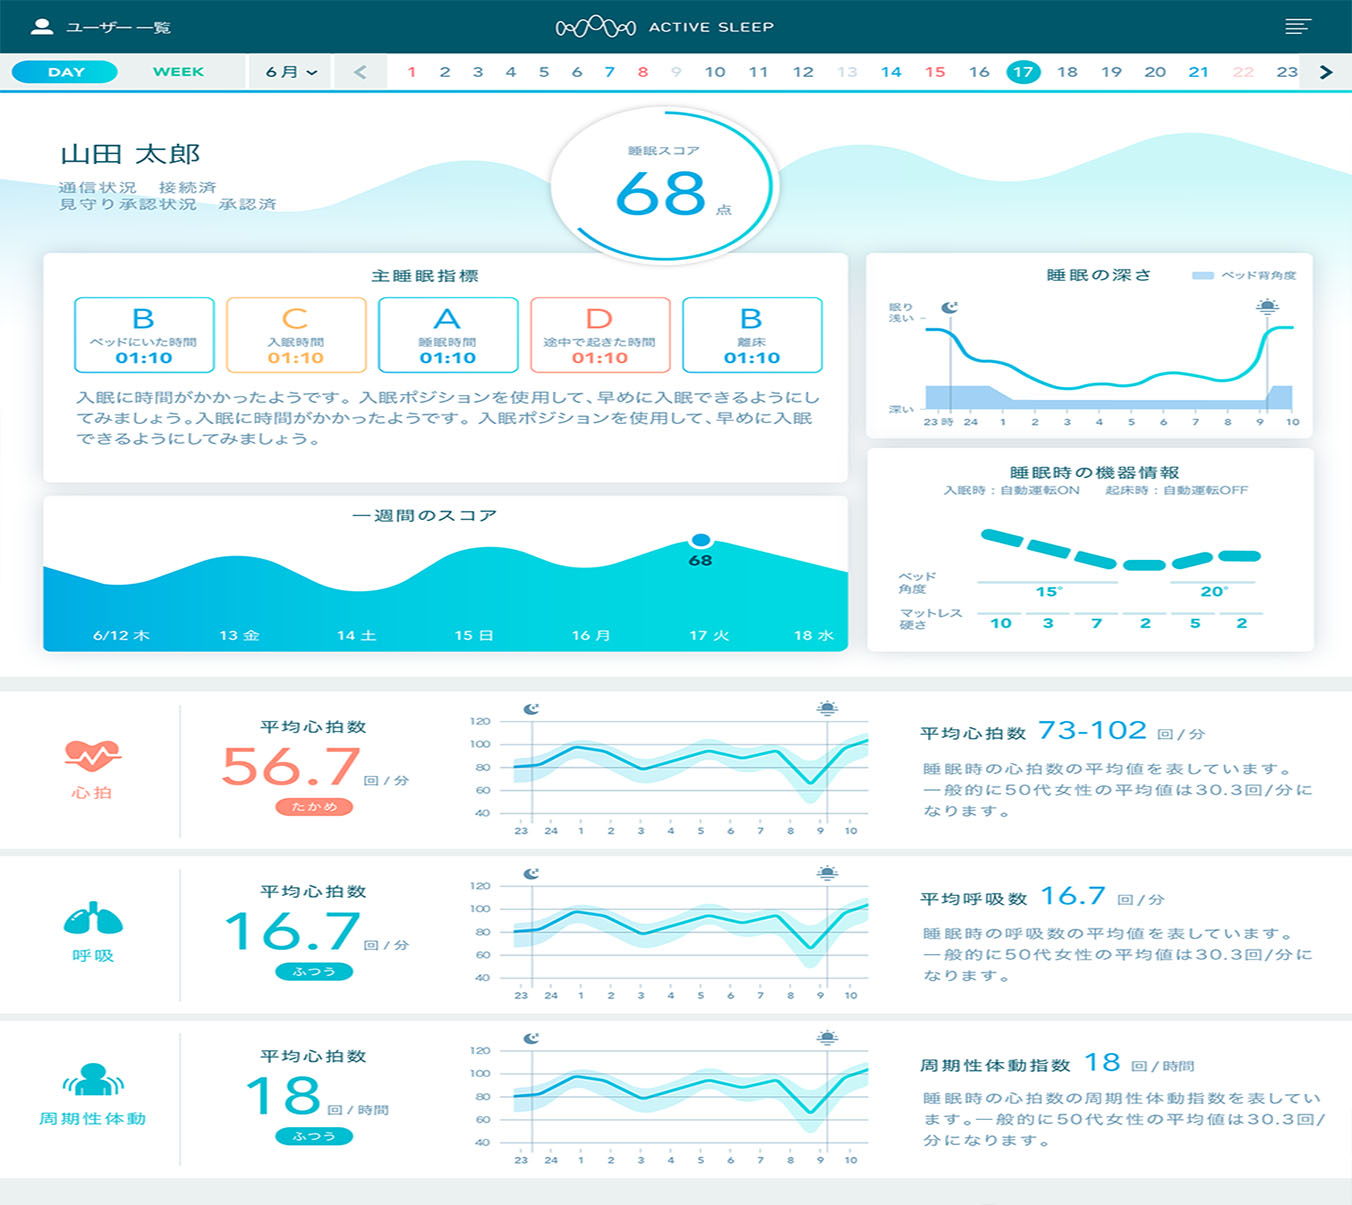 ユーザー 一覧
ACTIVE SLEEP
DAY WEEK 6月 1 2 3 4 5 6 7 8 9 10 11 12 13 14 15 16 17 18 19 20 21 22 23
山田 太郎
通信状況 接続済
見守り承認状況 承認済
睡眠スコア
68 点
主睡眠指標
B C A D B
ベッドにいた時間 入眠時間 睡眠時間 途中で起きた時間 離床
01:10 01:10 01:10 01:10 01:10
入眠に時間がかかったようです。入眠ポジションを使用して、早めに入眠できるようにし
てみましょう。入眠に時間がかかったようです。入眠ポジションを使用して、早めに入眠
できるようにしてみましょう。
睡眠の深さ
ベッド背角度
眠り
浅い
深い
23時 24 1 2 3 4 5 6 7 8 9 10
一週間のスコア
68
6/12 木 13 金 14 土 15 日 16 月 17 火 18 水
睡眠時の機器情報
入眠時：自動運転ON 起床時：自動運転OFF
ベッド
角度
15° 20°
マットレス
硬さ
10 3 7 2 5 2
心拍
平均心拍数
56.7 回/分
たかめ
120
100
80
60
40
23 24 1 2 3 4 5 6 7 8 9 10
平均心拍数 73-102 回/分
睡眠時の心拍数の平均値を表しています。
一般的に50代女性の平均値は30.3回/分に
なります。
呼吸
平均心拍数
16.7 回/分
ふつう
120
100
80
60
40
23 24 1 2 3 4 5 6 7 8 9 10
平均呼吸数 16.7 回/分
睡眠時の呼吸数の平均値を表しています。
一般的に50代女性の平均値は30.3回/分に
なります。
周期性体動
平均心拍数
18 回/時間
ふつう
120
100
80
60
40
23 24 1 2 3 4 5 6 7 8 9 10
周期性体動指数 18 回/時間
睡眠時の心拍数の周期性体動指数を表してい
ます。一般的に50代女性の平均値は30.3回/
分になります。